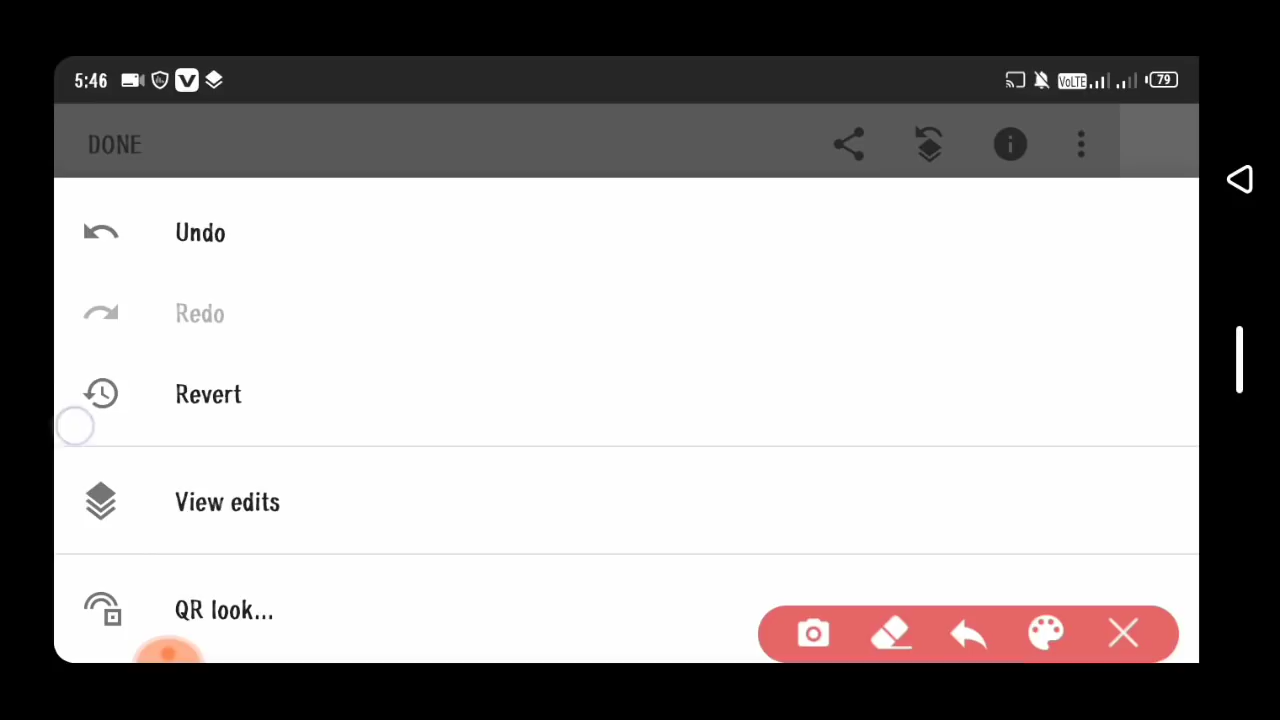 5:46 V VoLTE 79
DONE
Undo
Redo
Revert
View edits
QR look...